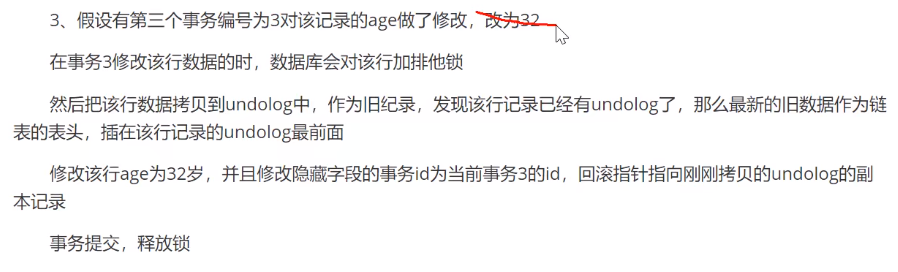 3、假设有第三个事务编号为3对该记录的age做了修改，改为32
在事务3修改该行数据的时，数据库会对该行加排他锁
然后把该行数据拷贝到undolog中，作为旧纪录，发现该行记录已经有undolog了，那么最新的旧数据作为链
表的表头，插在该行记录的undolog最前面
修改该行age为32岁，并且修改隐藏字段的事务id为当前事务3的id，回滚指针指向刚刚拷贝的undolog的副
本记录
事务提交，释放锁